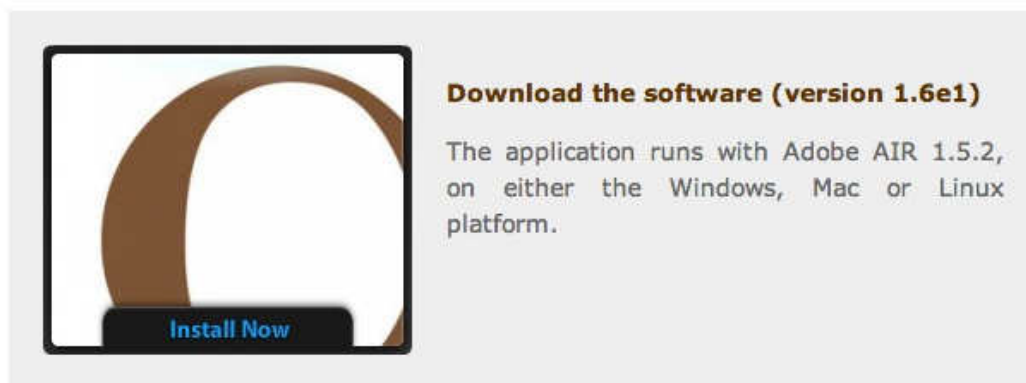 Download the software (version 1.6e1)
The application runs with Adobe AIR 1.5.2,
on either the Windows, Mac or Linux
platform.
Install Now